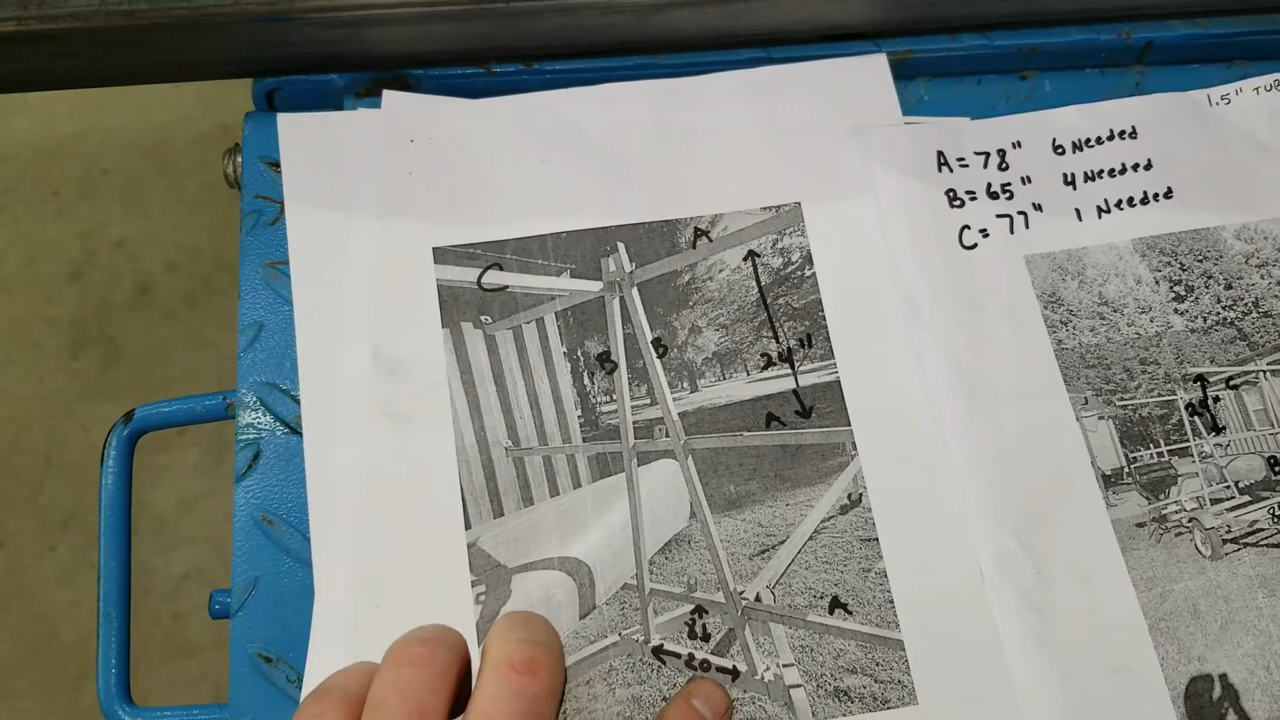 1.5" TUB
A = 78" 6 Needed
B = 65" 4 Needed
C = 77" 1 Needed
A
C
B B
24"
A
A
8
20
C